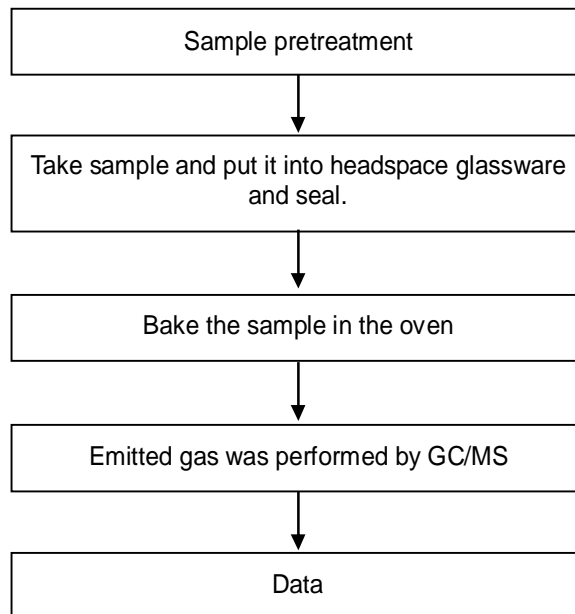 Sample pretreatment
Take sample and put it into headspace glassware
and seal.
Bake the sample in the oven
Emitted gas was performed by GC/MS
Data